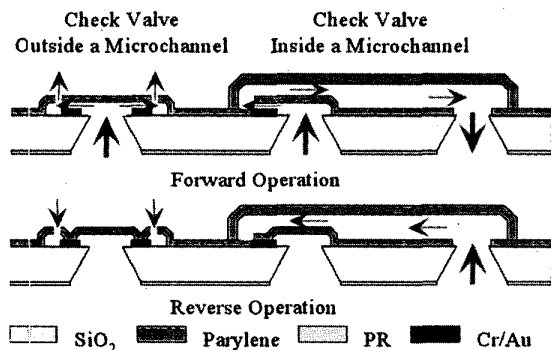 Check Valve
Outside a Microchannel
Check Valve
Inside a Microchannel
Forward Operation
Reverse Operation
SiO₂ Parylene PR Cr/Au